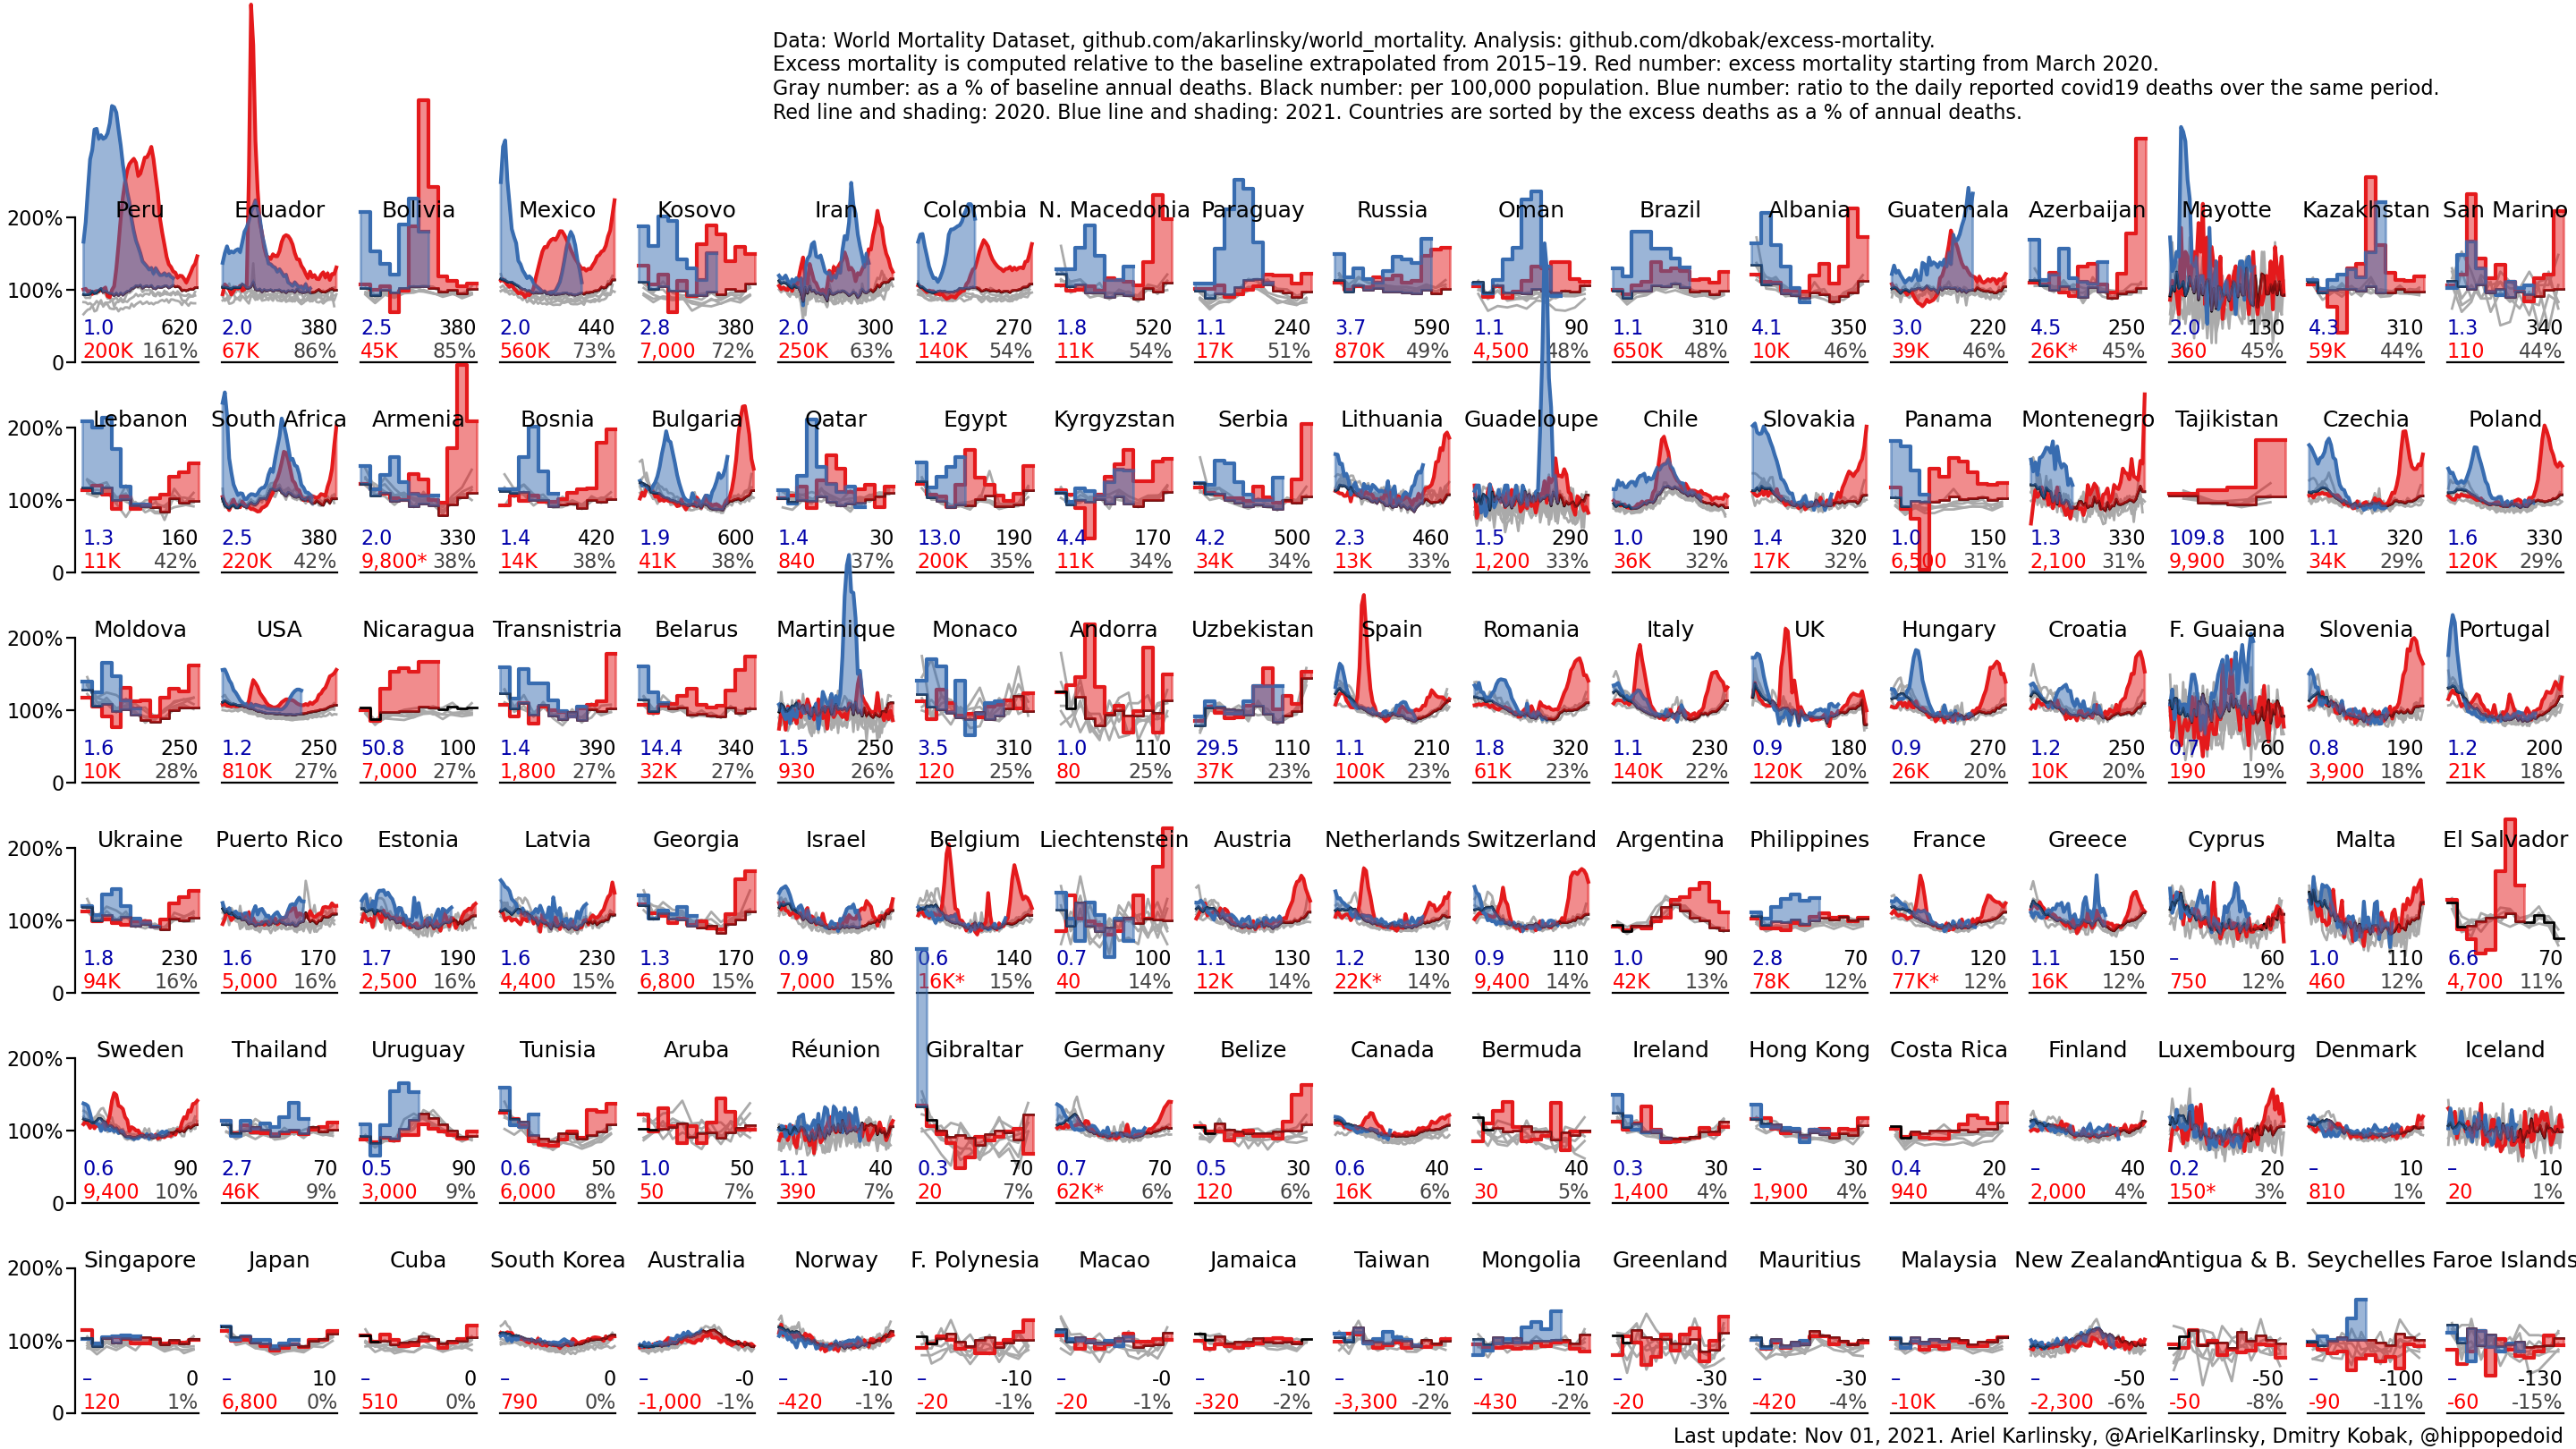 Data: World Mortality Dataset, github.com/akarlinsky/world_mortality. Analysis: github.com/dkobak/excess-mortality.
Excess mortality is computed relative to the baseline extrapolated from 2015–19. Red number: excess mortality starting from March 2020.
Gray number: as a % of baseline annual deaths. Black number: per 100,000 population. Blue number: ratio to the daily reported covid19 deaths over the same period.
Red line and shading: 2020. Blue line and shading: 2021. Countries are sorted by the excess deaths as a % of annual deaths.
200% Peru Ecuador Bolivia Mexico Kosovo Iran Colombia N. Macedonia Paraguay Russia Oman Brazil Albania Guatemala Azerbaijan Mayotte Kazakhstan San Marino
100%
1.0 620 2.0 380 2.5 380 2.0 440 2.8 380 2.0 300 1.2 270 1.8 520 1.1 240 3.7 590 1.1 90 1.1 310 4.1 350 3.0 220 4.5 250 2.0 130 4.3 310 1.3 340
0 200K 161% 67K 86% 45K 85% 560K 73% 7,000 72% 250K 63% 140K 54% 11K 54% 17K 51% 870K 49% 4,500 48% 650K 48% 10K 46% 39K 46% 26K* 45% 360 45% 59K 44% 110 44%
200% Lebanon South Africa Armenia Bosnia Bulgaria Qatar Egypt Kyrgyzstan Serbia Lithuania Guadeloupe Chile Slovakia Panama Montenegro Tajikistan Czechia Poland
100%
1.3 160 2.5 380 2.0 330 1.4 420 1.9 600 1.4 30 13.0 190 4.4 170 4.2 500 2.3 460 1.5 290 1.0 190 1.4 320 1.0 150 1.3 330 109.8 100 1.1 320 1.6 330
0 11K 42% 220K 42% 9,800* 38% 14K 38% 41K 38% 840 37% 200K 35% 11K 34% 34K 34% 13K 33% 1,200 33% 36K 32% 17K 32% 6,500 31% 2,100 31% 9,900 30% 34K 29% 120K 29%
200% Moldova USA Nicaragua Transnistria Belarus Martinique Monaco Andorra Uzbekistan Spain Romania Italy UK Hungary Croatia F. Guaiana Slovenia Portugal
100%
1.6 250 1.2 250 50.8 100 1.4 390 14.4 340 1.5 250 3.5 310 1.0 110 29.5 110 1.1 210 1.8 320 1.1 230 0.9 180 0.9 270 1.2 250 0.7 60 0.8 190 1.2 200
0 10K 28% 810K 27% 7,000 27% 1,800 27% 32K 27% 930 26% 120 25% 80 25% 37K 23% 100K 23% 61K 23% 140K 22% 120K 20% 26K 20% 10K 20% 190 19% 3,900 18% 21K 18%
200% Ukraine Puerto Rico Estonia Latvia Georgia Israel Belgium Liechtenstein Austria Netherlands Switzerland Argentina Philippines France Greece Cyprus Malta El Salvador
100%
1.8 230 1.6 170 1.7 190 1.6 230 1.3 170 0.9 80 0.6 140 0.7 100 1.1 130 1.2 130 0.9 110 1.0 90 2.8 70 0.7 120 1.1 150 – 60 1.0 110 6.6 70
0 94K 16% 5,000 16% 2,500 16% 4,400 15% 6,800 15% 7,000 15% 16K* 15% 40 14% 12K 14% 22K* 14% 9,400 14% 42K 13% 78K 12% 77K* 12% 16K 12% 750 12% 460 12% 4,700 11%
200% Sweden Thailand Uruguay Tunisia Aruba Réunion Gibraltar Germany Belize Canada Bermuda Ireland Hong Kong Costa Rica Finland Luxembourg Denmark Iceland
100%
0.6 90 2.7 70 0.5 90 0.6 50 1.0 50 1.1 40 0.3 70 0.7 70 0.5 30 0.6 40 – 40 0.3 30 – 30 0.4 20 – 40 0.2 20 – 10 – 10
0 9,400 10% 46K 9% 3,000 9% 6,000 8% 50 7% 390 7% 20 7% 62K* 6% 120 6% 16K 6% 30 5% 1,400 4% 1,900 4% 940 4% 2,000 4% 150* 3% 810 1% 20 1%
200% Singapore Japan Cuba South Korea Australia Norway F. Polynesia Macao Jamaica Taiwan Mongolia Greenland Mauritius Malaysia New Zealand Antigua & B. Seychelles Faroe Islands
100%
– 0 – 10 – 0 – 0 – -0 – -10 – -10 – -0 – -10 – -10 – -10 – -30 – -30 – -30 – -50 – -50 – -100 – -130
0 120 1% 6,800 0% 510 0% 790 0% -1,000 -1% -420 -1% -20 -1% -20 -1% -320 -2% -3,300 -2% -430 -2% -20 -3% -420 -4% -10K -6% -2,300 -6% -50 -8% -90 -11% -60 -15%
Last update: Nov 01, 2021. Ariel Karlinsky, @ArielKarlinsky, Dmitry Kobak, @hippopedoid